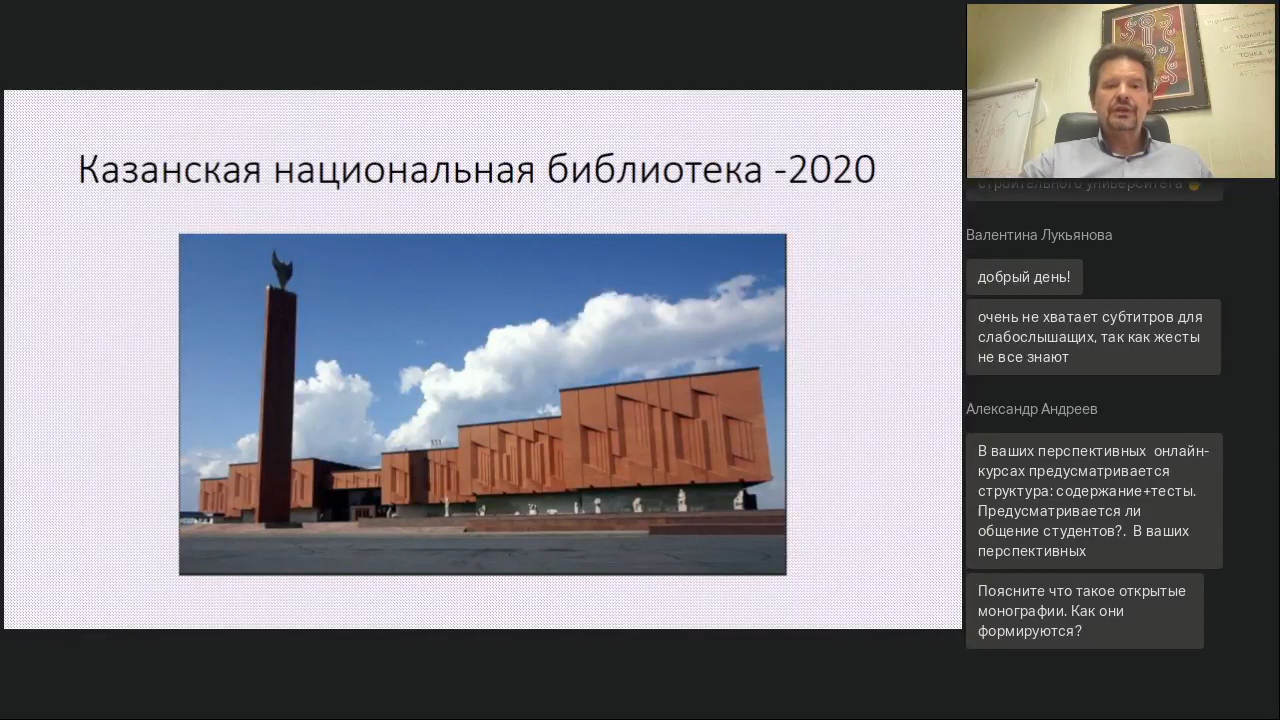 Казанская национальная библиотека -2020
строительного университета
Валентина Лукьянова
добрый день!
очень не хватает субтитров для
слабослышащих, так как жесты
не все знают
Александр Андреев
В ваших перспективных онлайн-
курсах предусматривается
структура: содержание+тесты.
Предусматривается ли
общение студентов?. В ваших
перспективных
Поясните что такое открытые
монографии. Как они
формируются?